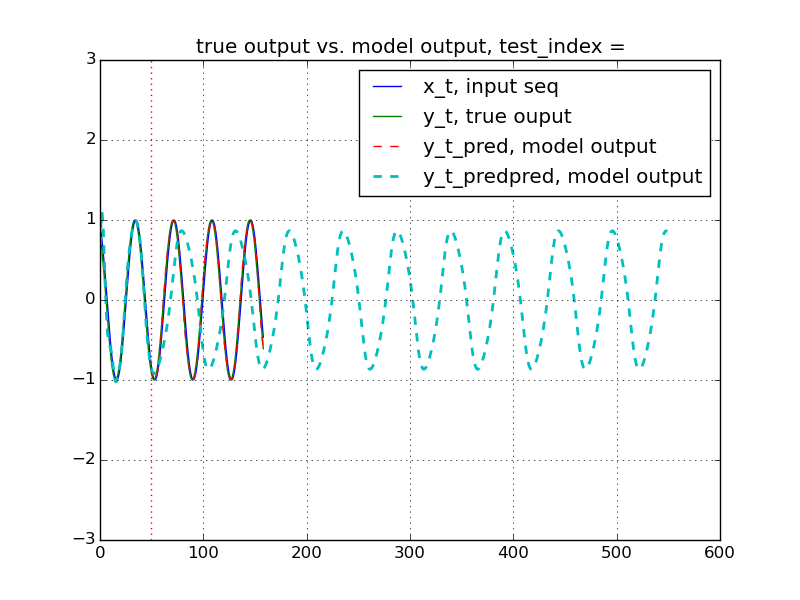 true output vs. model output, test_index =
x_t, input seq
y_t, true ouput
y_t_pred, model output
y_t_predpred, model output
3
2
1
0
−1
−2
−3
0 100 200 300 400 500 600